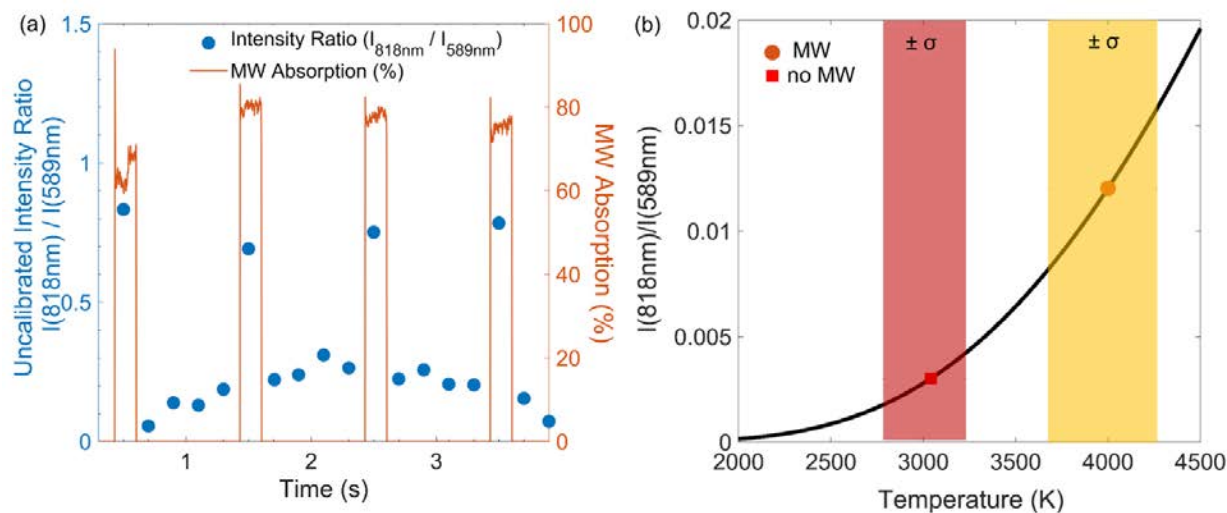 (a)
Intensity Ratio (I_818nm / I_589nm)
MW Absorption (%)
Uncalibrated Intensity Ratio
I(818nm) / I(589nm)
1.5
1
0.5
0
100
80
60
40
20
0
MW Absorption (%)
1
2
3
Time (s)
(b)
MW
no MW
± σ
± σ
I(818nm)/I(589nm)
0.02
0.015
0.01
0.005
0
2000
2500
3000
3500
4000
4500
Temperature (K)